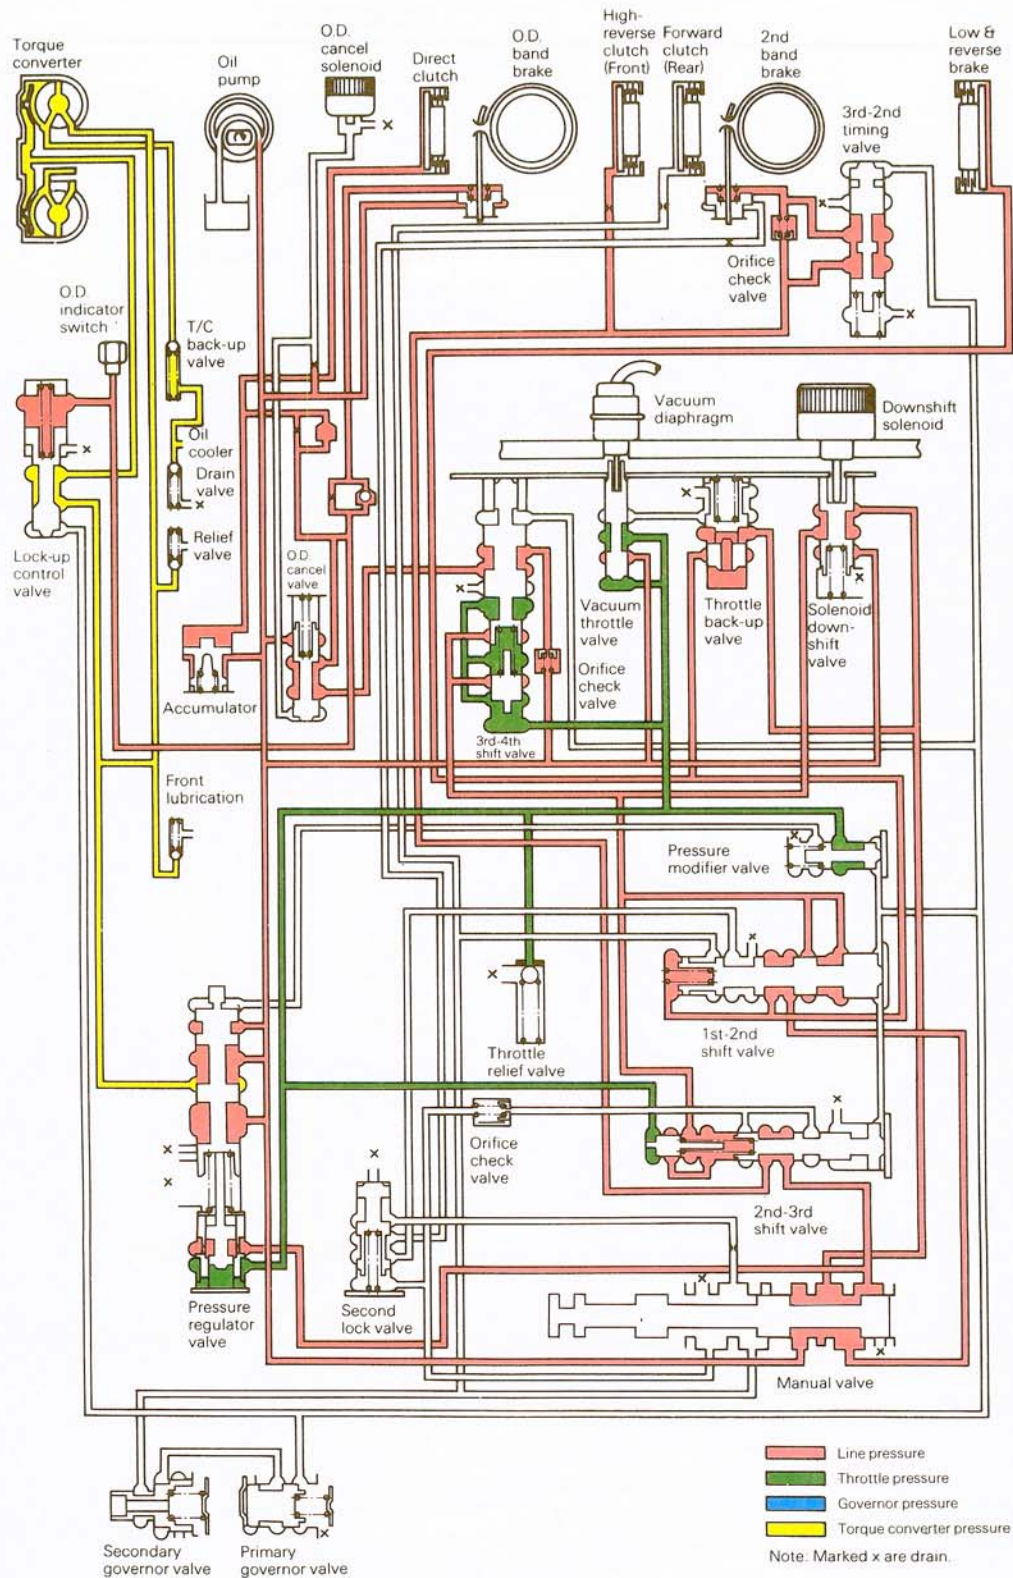 Torque
converter
Oil
pump
O.D.
cancel
solenoid
Direct
clutch
O.D.
band
brake
High-
reverse
clutch
(Front)
Forward
clutch
(Rear)
2nd
band
brake
Low &
reverse
brake
3rd-2nd
timing
valve
x
x
x
x
x
Orifice
check
valve
O.D.
indicator
switch
T/C
back-up
valve
Oil
cooler
Drain
valve
x
x
Relief
valve
Lock-up
control
valve
O.D.
cancel valve
Accumulator
Vacuum
diaphragm
Downshift
solenoid
x
x
x
Vacuum
throttle
valve
Throttle
back-up
valve
Solenoid
down-
shift
valve
Orifice
check
valve
3rd-4th
shift valve
Front
lubrication
Pressure
modifier valve
x
x
x
Throttle
relief valve
1st-2nd
shift valve
x
Orifice
check
valve
x
x
x
2nd-3rd
shift valve
Pressure
regulator
valve
Second
lock valve
x
x
Manual valve
Secondary
governor valve
Primary
governor valve
x
Line pressure
Throttle pressure
Governor pressure
Torque converter pressure
Note: Marked x are drain.